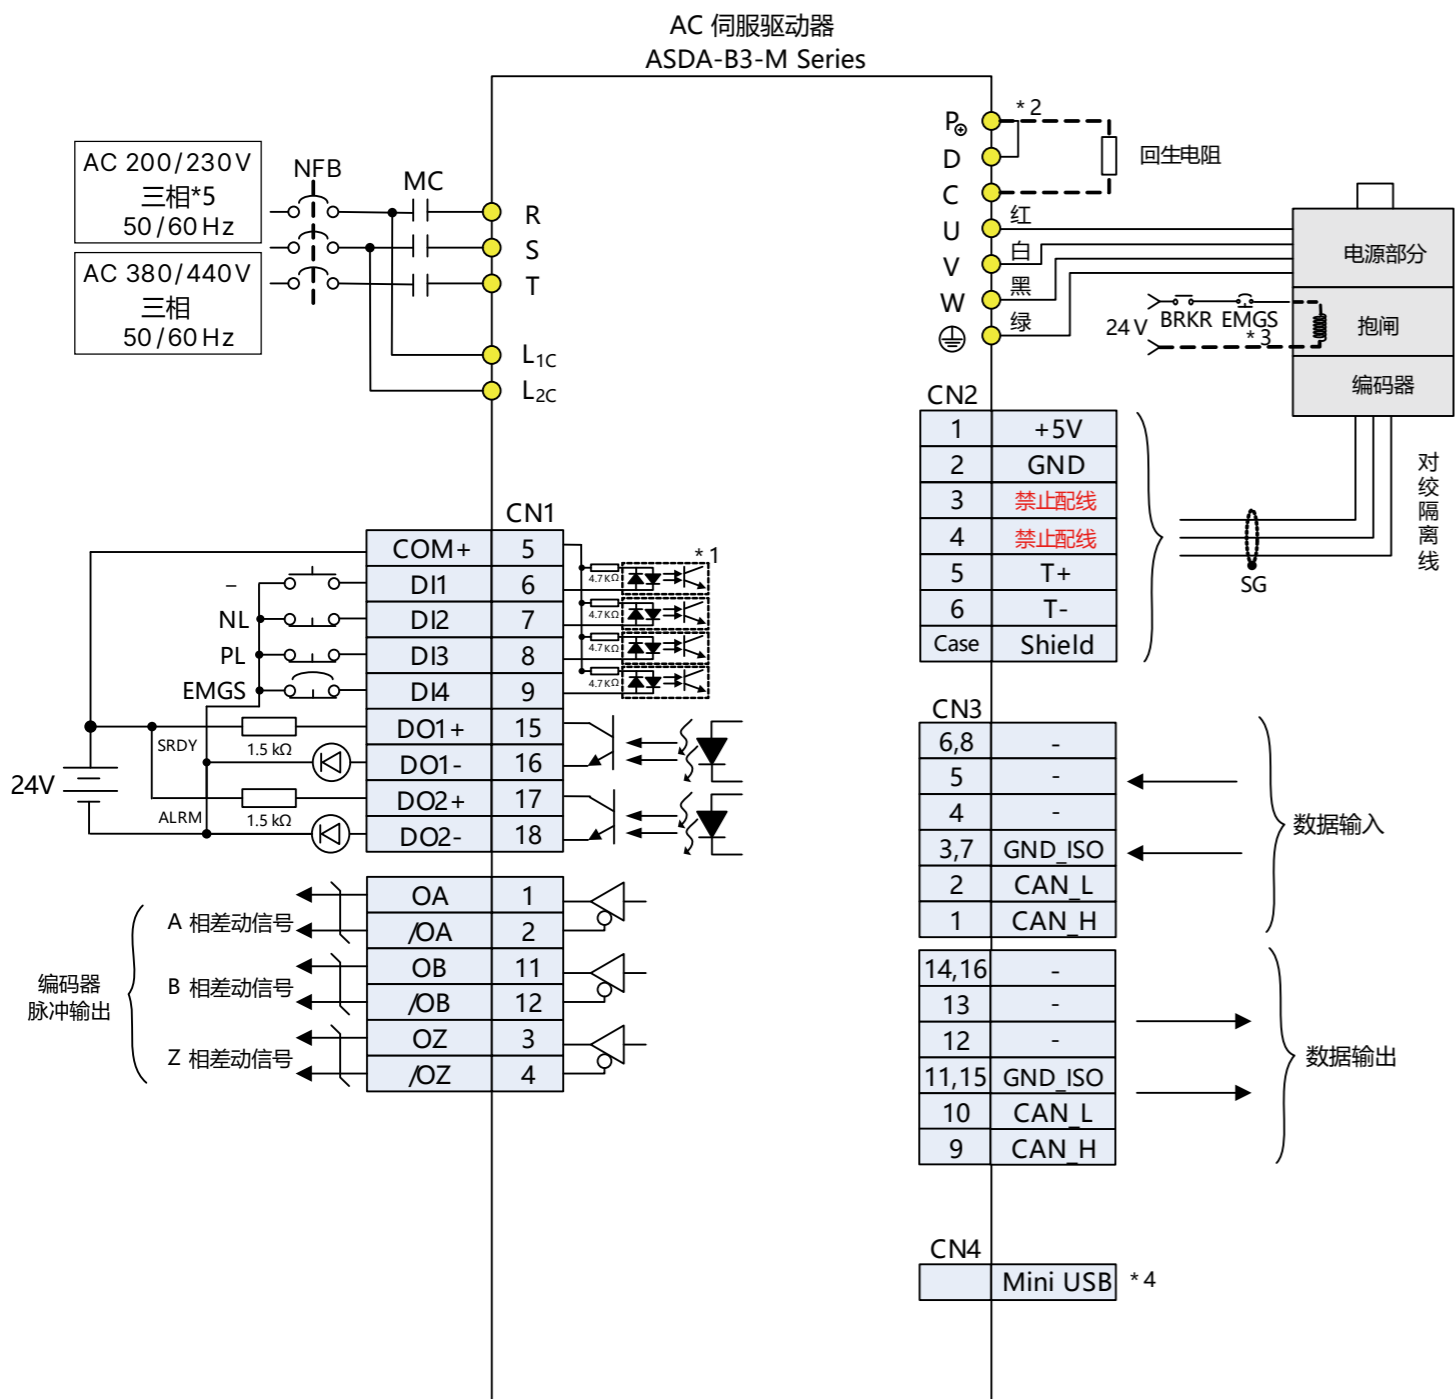 AC 伺服驱动器
ASDA-B3-M Series
AC 200/230V
三相*5
50/60Hz
AC 380/440V
三相
50/60Hz
NFB
MC
R
S
T
L1C
L2C
P⊕
D
C
U
V
W
*2
回生电阻
红
白
黑
绿
电源部分
抱闸
编码器
24V
BRKR
EMGS
*3
对绞隔离线
SG
CN2
1 +5V
2 GND
3 禁止配线
4 禁止配线
5 T+
6 T-
Case Shield
CN1
COM+ 5
DI1 6
DI2 7
DI3 8
DI4 9
DO1+ 15
DO1- 16
DO2+ 17
DO2- 18
*1
4.7KΩ
4.7KΩ
4.7KΩ
4.7KΩ
–
NL
PL
EMGS
SRDY
1.5kΩ
24V
ALRM
1.5kΩ
OA 1
/OA 2
OB 11
/OB 12
OZ 3
/OZ 4
A 相差动信号
B 相差动信号
Z 相差动信号
编码器
脉冲输出
CN3
6,8 -
5 -
4 -
3,7 GND_ISO
2 CAN_L
1 CAN_H
数据输入
14,16 -
13 -
12 -
11,15 GND_ISO
10 CAN_L
9 CAN_H
数据输出
CN4
Mini USB
*4